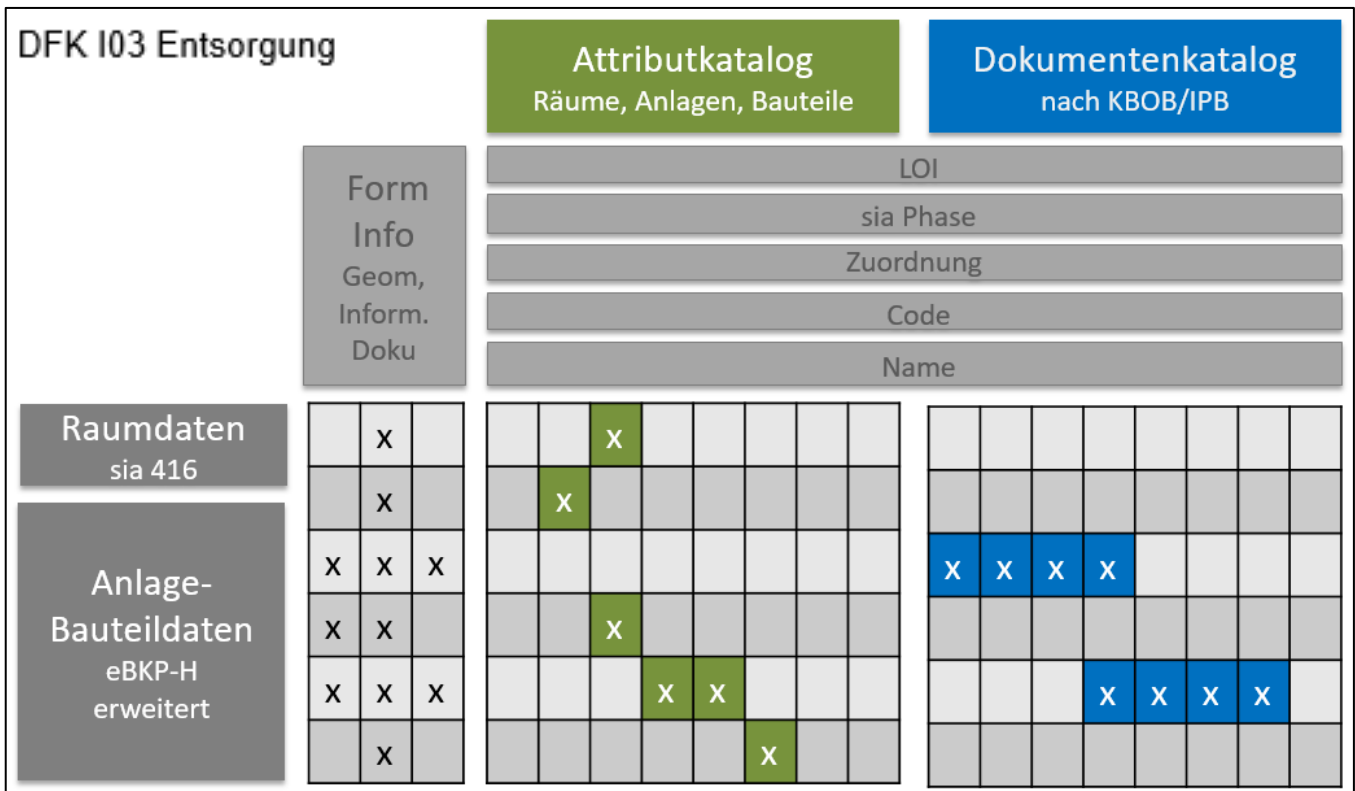 DFK I03 Entsorgung
Attributkatalog
Räume, Anlagen, Bauteile
Dokumentenkatalog
nach KBOB/IPB
Form
Info
Geom,
Inform.
Doku
LOI
sia Phase
Zuordnung
Code
Name
Raumdaten
sia 416
Anlage-
Bauteildaten
eBKP-H
erweitert
x x
x x
x x x x x x x
x x x
x x x x x x x x x
x x